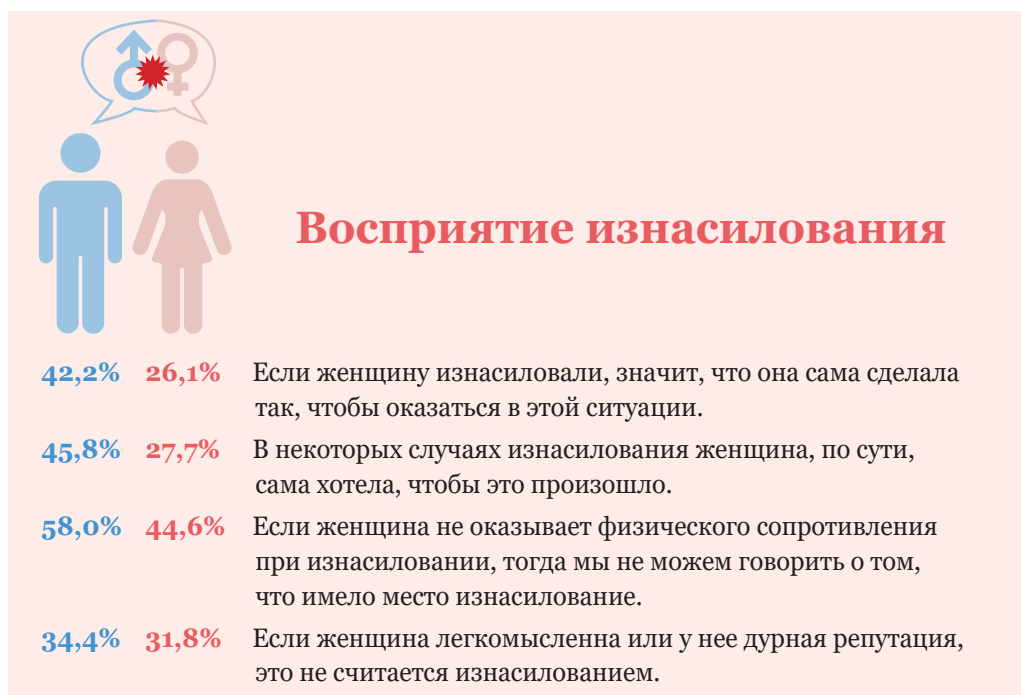 Восприятие изнасилования
42,2% 26,1% Если женщину изнасиловали, значит, что она сама сделала
так, чтобы оказаться в этой ситуации.
45,8% 27,7% В некоторых случаях изнасилования женщина, по сути,
сама хотела, чтобы это произошло.
58,0% 44,6% Если женщина не оказывает физического сопротивления
при изнасиловании, тогда мы не можем говорить о том,
что имело место изнасилование.
34,4% 31,8% Если женщина легкомысленна или у нее дурная репутация,
это не считается изнасилованием.